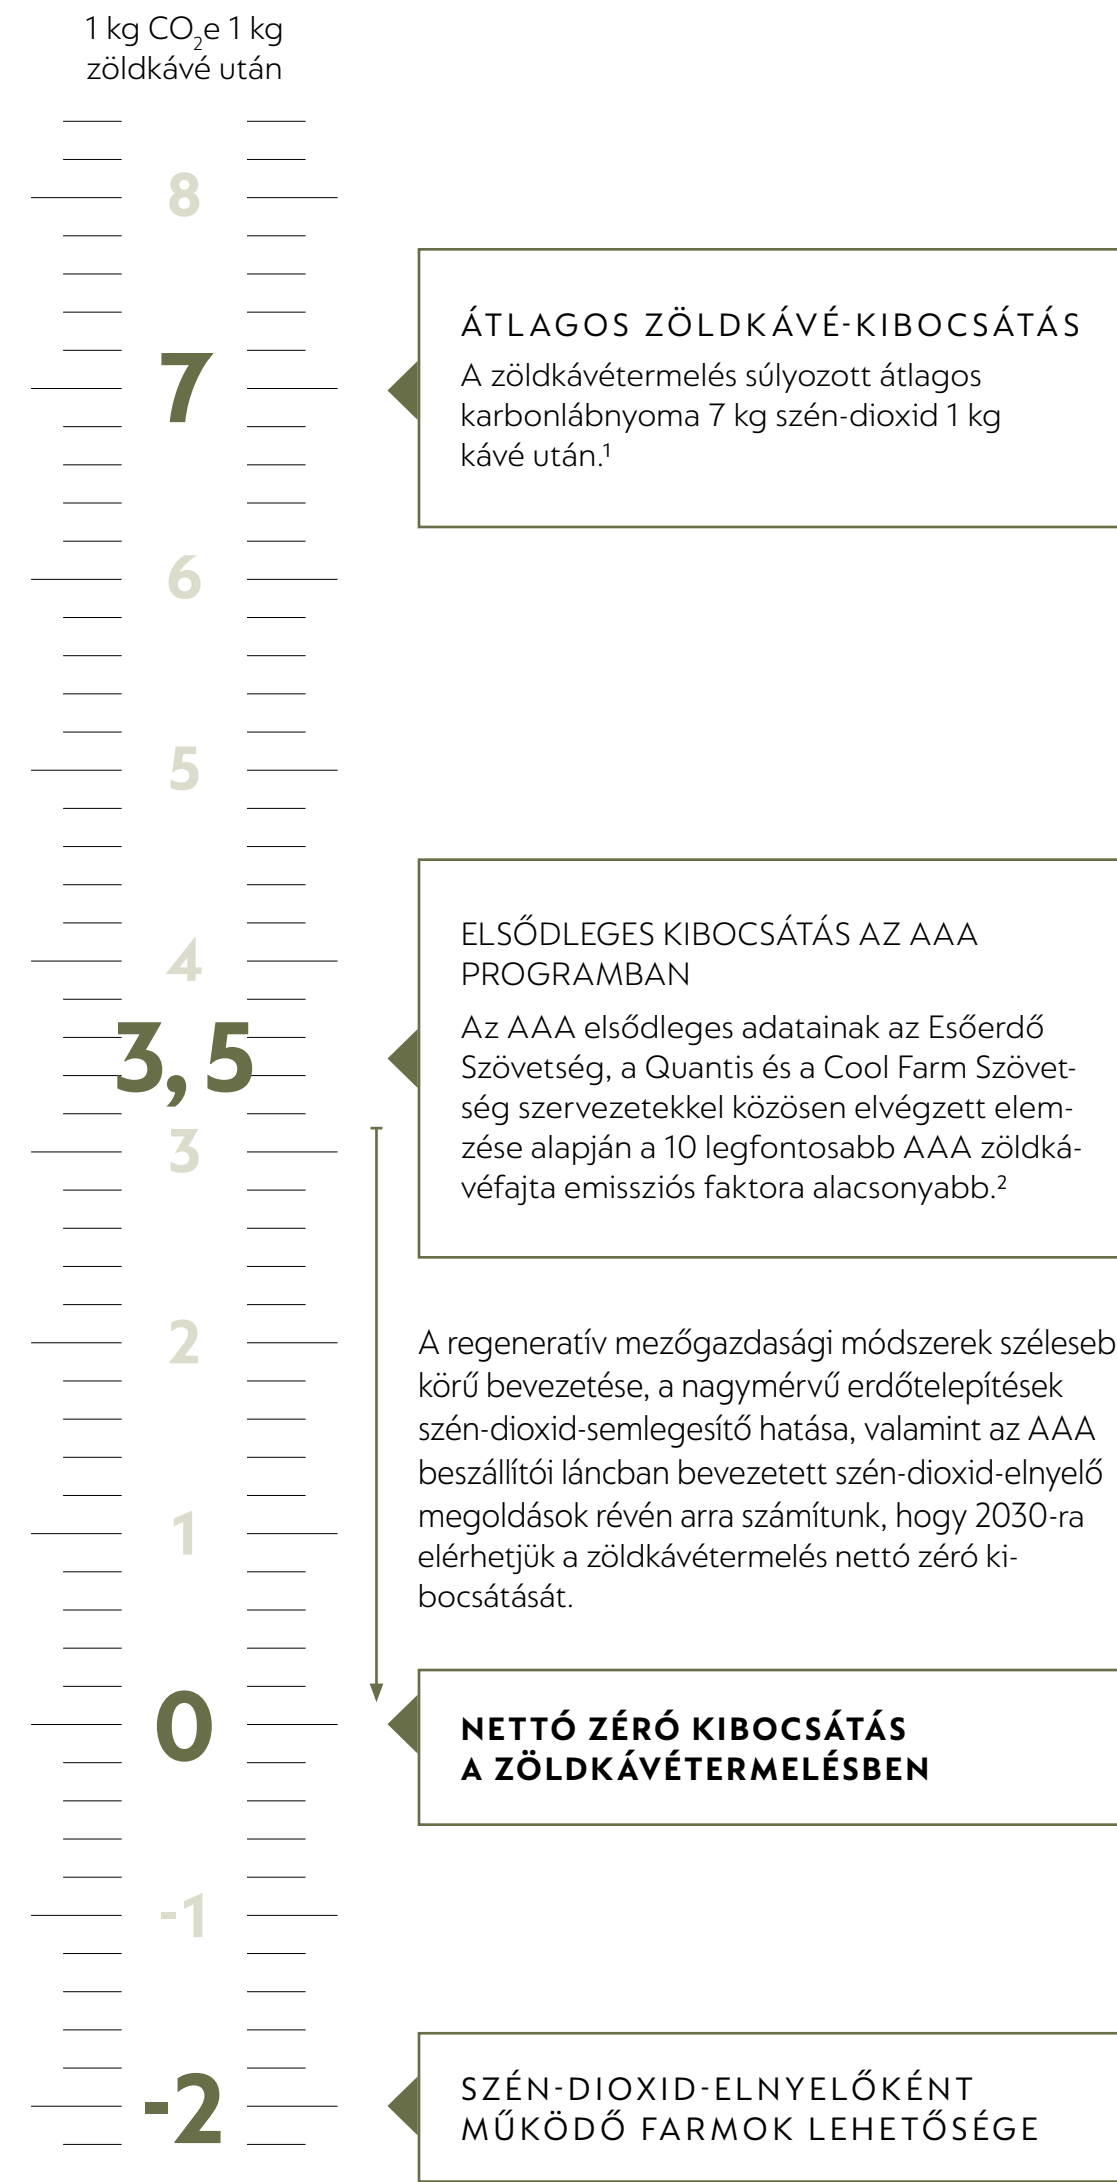 1 kg CO₂e 1 kg
zöldkávé után
8
7
ÁTLAGOS ZÖLDKÁVÉ-KIBOCSÁTÁS
A zöldkávétermelés súlyozott átlagos
karbonlábnyoma 7 kg szén-dioxid 1 kg
kávé után.¹
6
5
4
3, 5
ELSŐDLEGES KIBOCSÁTÁS AZ AAA
PROGRAMBAN
Az AAA elsődleges adatainak az Esőerdő
Szövetség, a Quantis és a Cool Farm Szövet-
ség szervezetekkel közösen elvégzett elem-
zése alapján a 10 legfontosabb AAA zöldká-
véfajta emissziós faktora alacsonyabb.²
3
2
A regeneratív mezőgazdasági módszerek széleseb
körű bevezetése, a nagymérvű erdőtelepítések
szén-dioxid-semlegesítő hatása, valamint az AAA
beszállítói láncban bevezetett szén-dioxid-elnyelő
megoldások révén arra számítunk, hogy 2030-ra
elérhetjük a zöldkávétermelés nettó zéró ki-
bocsátását.
1
0
NETTÓ ZÉRÓ KIBOCSÁTÁS
A ZÖLDKÁVÉTERMELÉSBEN
-1
-2
SZÉN-DIOXID-ELNYELŐKÉNT
MŰKÖDŐ FARMOK LEHETŐSÉGE